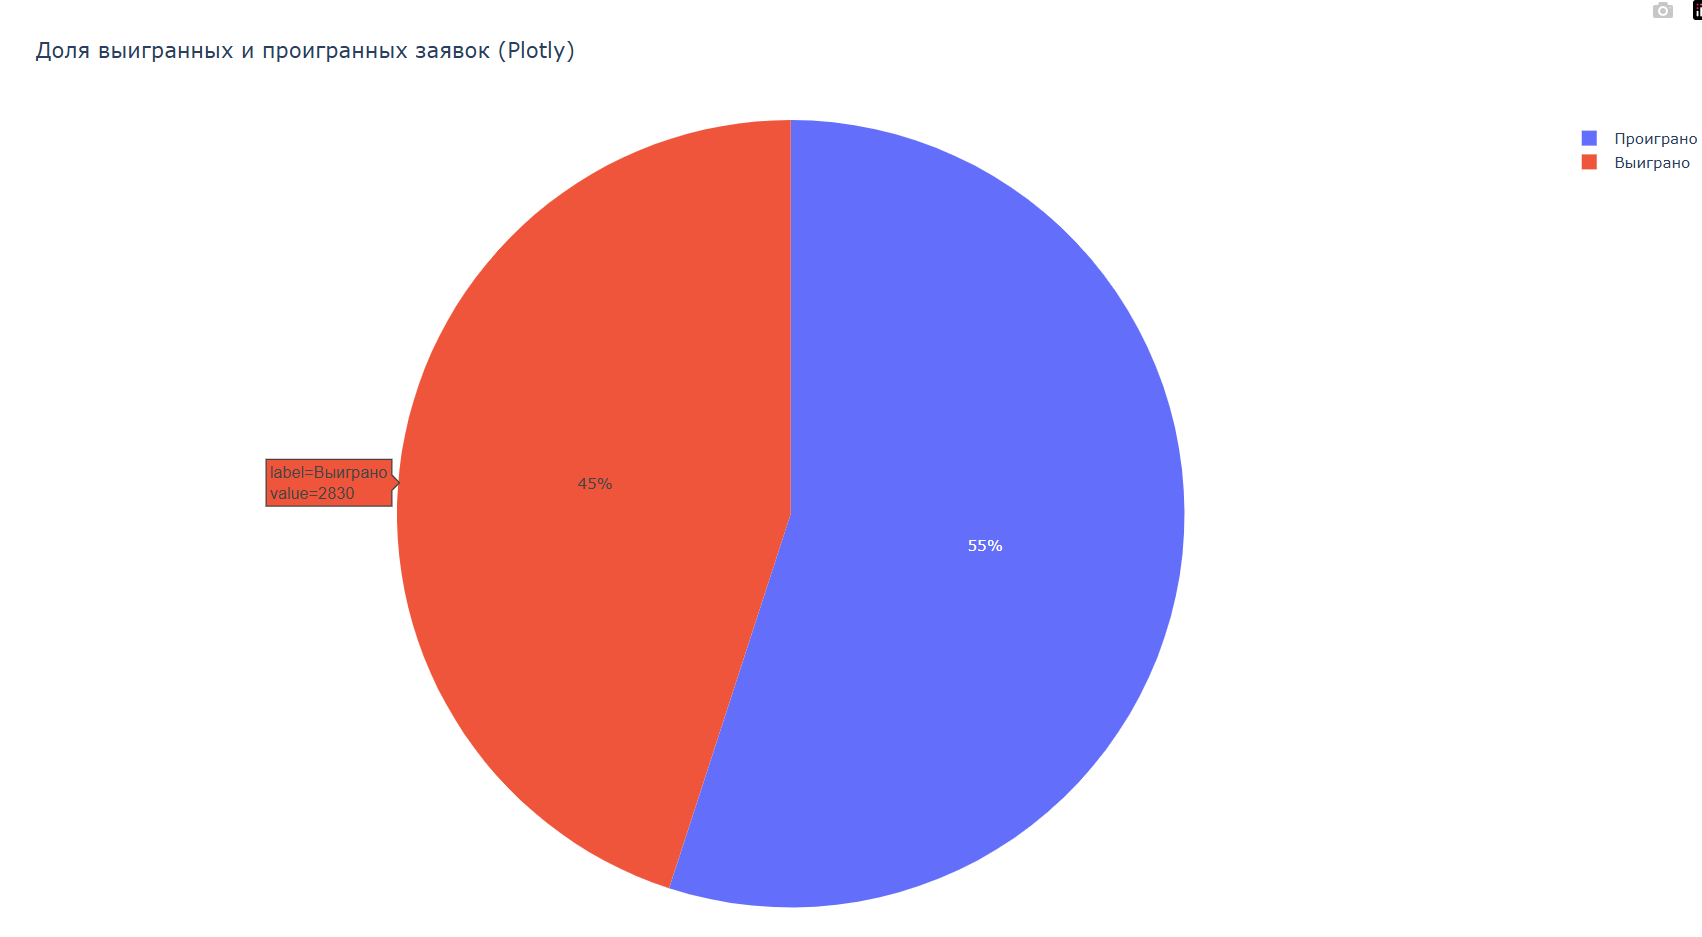 Доля выигранных и проигранных заявок (Plotly)
Проиграно
Выиграно
label=Выиграно
value=2830
45%
55%